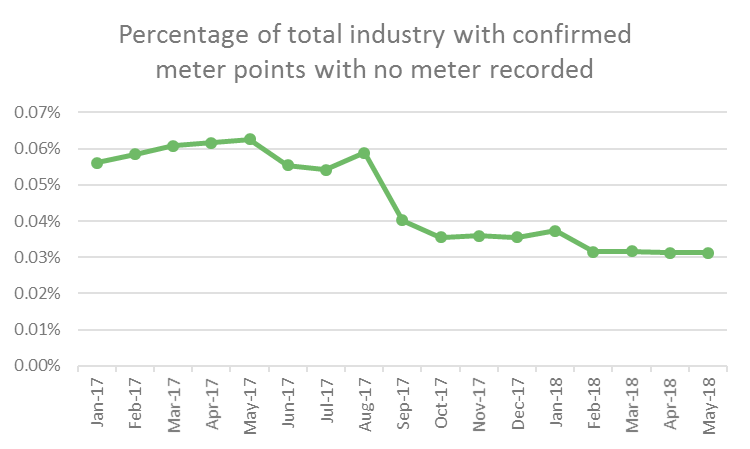 Percentage of total industry with confirmed
meter points with no meter recorded
0.07%
0.06%
0.05%
0.04%
0.03%
0.02%
0.01%
0.00%
Jan-17
Feb-17
Mar-17
Apr-17
May-17
Jun-17
Jul-17
Aug-17
Sep-17
Oct-17
Nov-17
Dec-17
Jan-18
Feb-18
Mar-18
Apr-18
May-18